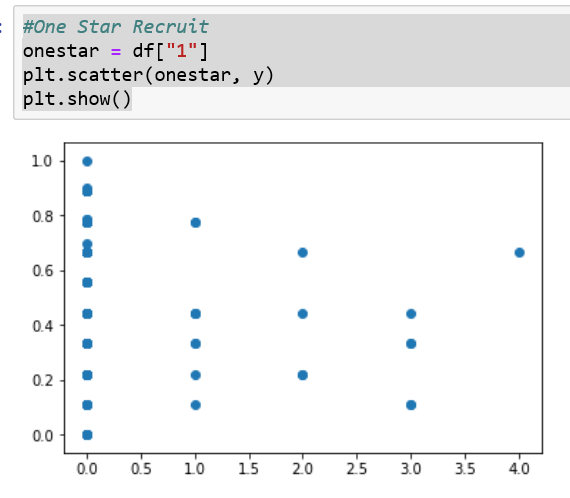 :
#One Star Recruit
onestar = df["1"]
plt.scatter(onestar, y)
plt.show()
1.0
0.8
0.6
0.4
0.2
0.0
0.0 0.5 1.0 1.5 2.0 2.5 3.0 3.5 4.0